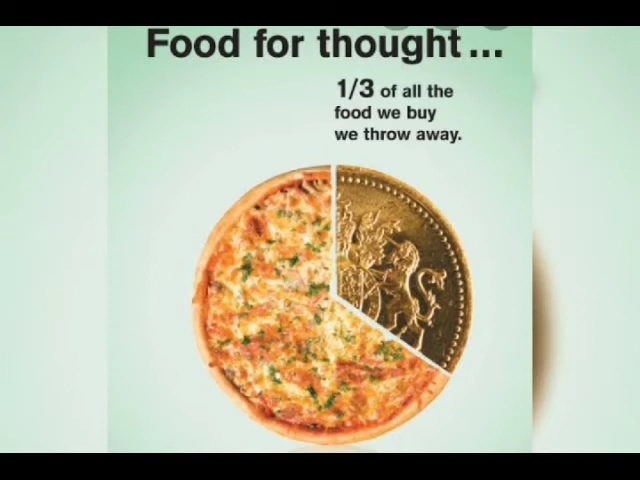 Food for thought...
1/3 of all the
food we buy
we throw away.